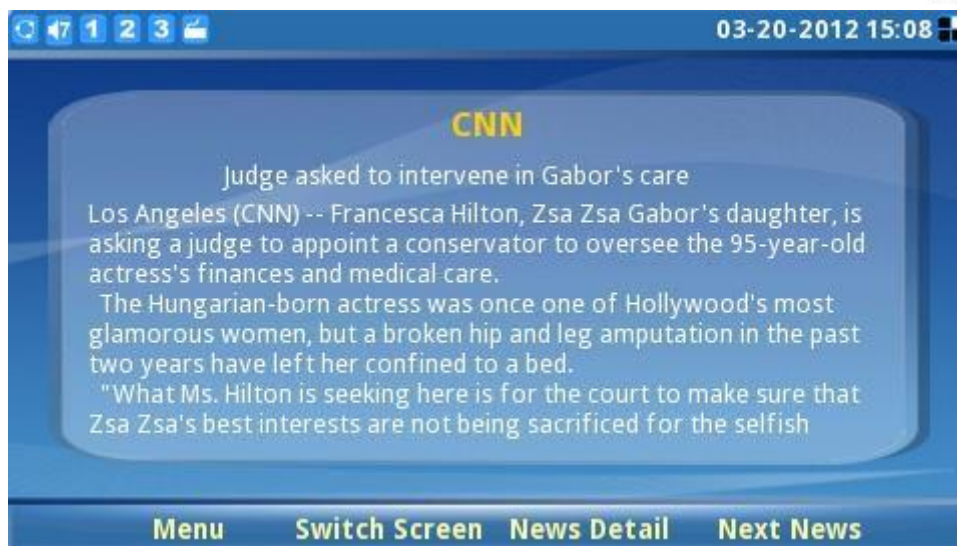 7 1 2 3 03-20-2012 15:08
CNN
Judge asked to intervene in Gabor's care
Los Angeles (CNN) -- Francesca Hilton, Zsa Zsa Gabor's daughter, is
asking a judge to appoint a conservator to oversee the 95-year-old
actress's finances and medical care.
The Hungarian-born actress was once one of Hollywood's most
glamorous women, but a broken hip and leg amputation in the past
two years have left her confined to a bed.
"What Ms. Hilton is seeking here is for the court to make sure that
Zsa Zsa's best interests are not being sacrificed for the selfish
Menu Switch Screen News Detail Next News